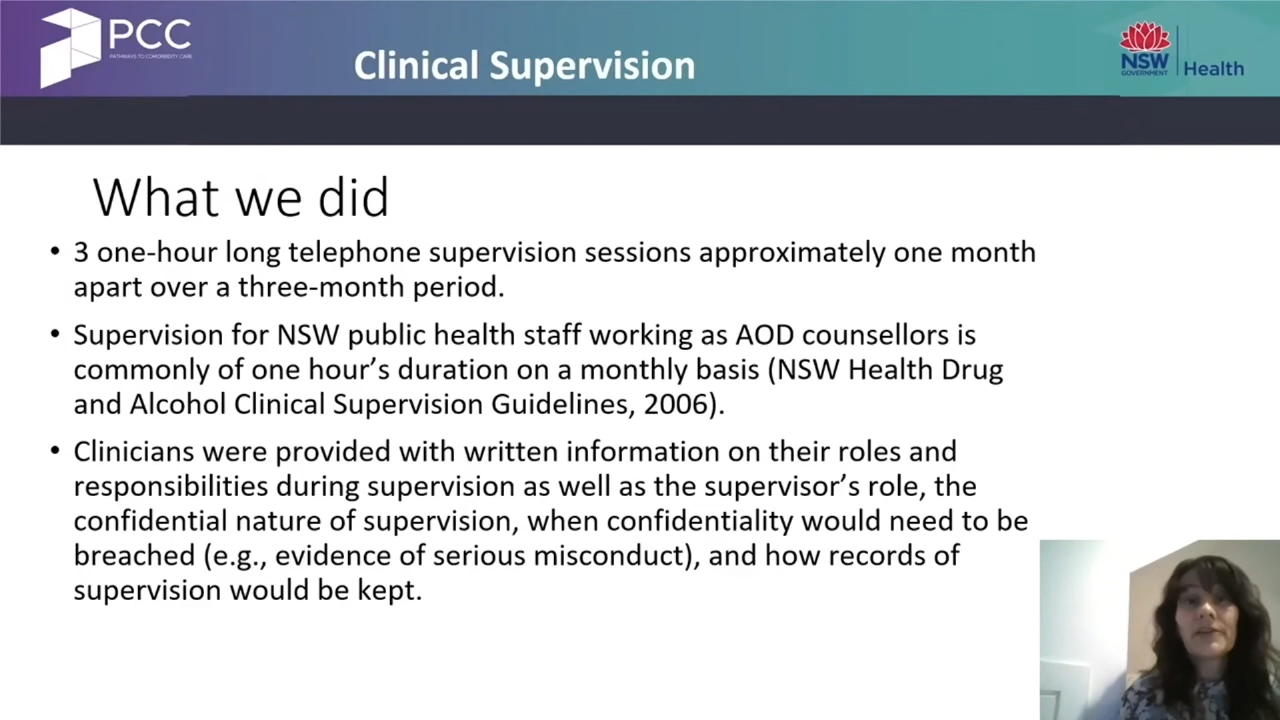 PCC
PATHWAYS TO COMORBIDITY CARE
Clinical Supervision
NSW
GOVERNMENT
Health
What we did
• 3 one-hour long telephone supervision sessions approximately one month
apart over a three-month period.
• Supervision for NSW public health staff working as AOD counsellors is
commonly of one hour’s duration on a monthly basis (NSW Health Drug
and Alcohol Clinical Supervision Guidelines, 2006).
• Clinicians were provided with written information on their roles and
responsibilities during supervision as well as the supervisor’s role, the
confidential nature of supervision, when confidentiality would need to be
breached (e.g., evidence of serious misconduct), and how records of
supervision would be kept.